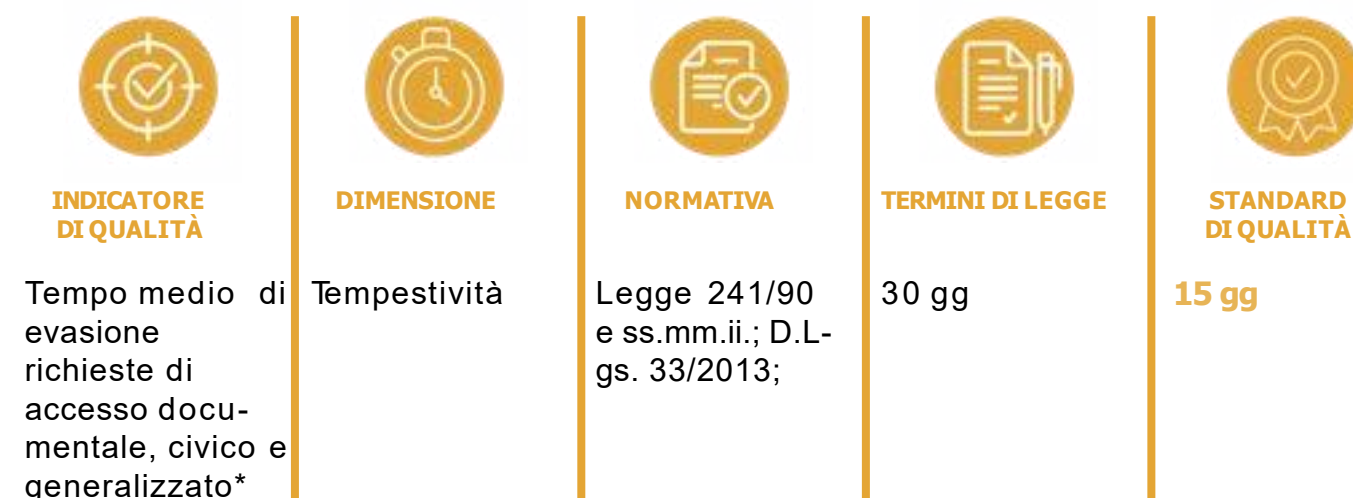 INDICATORE
DI QUALITÀ
DIMENSIONE
NORMATIVA
TERMINI DI LEGGE
STANDARD
DI QUALITÀ
Tempo medio di
evasione
richieste di
accesso docu-
mentale, civico e
generalizzato*
Tempestività
Legge 241/90
e ss.mm.ii.; D.L-
gs. 33/2013;
30 gg
15 gg